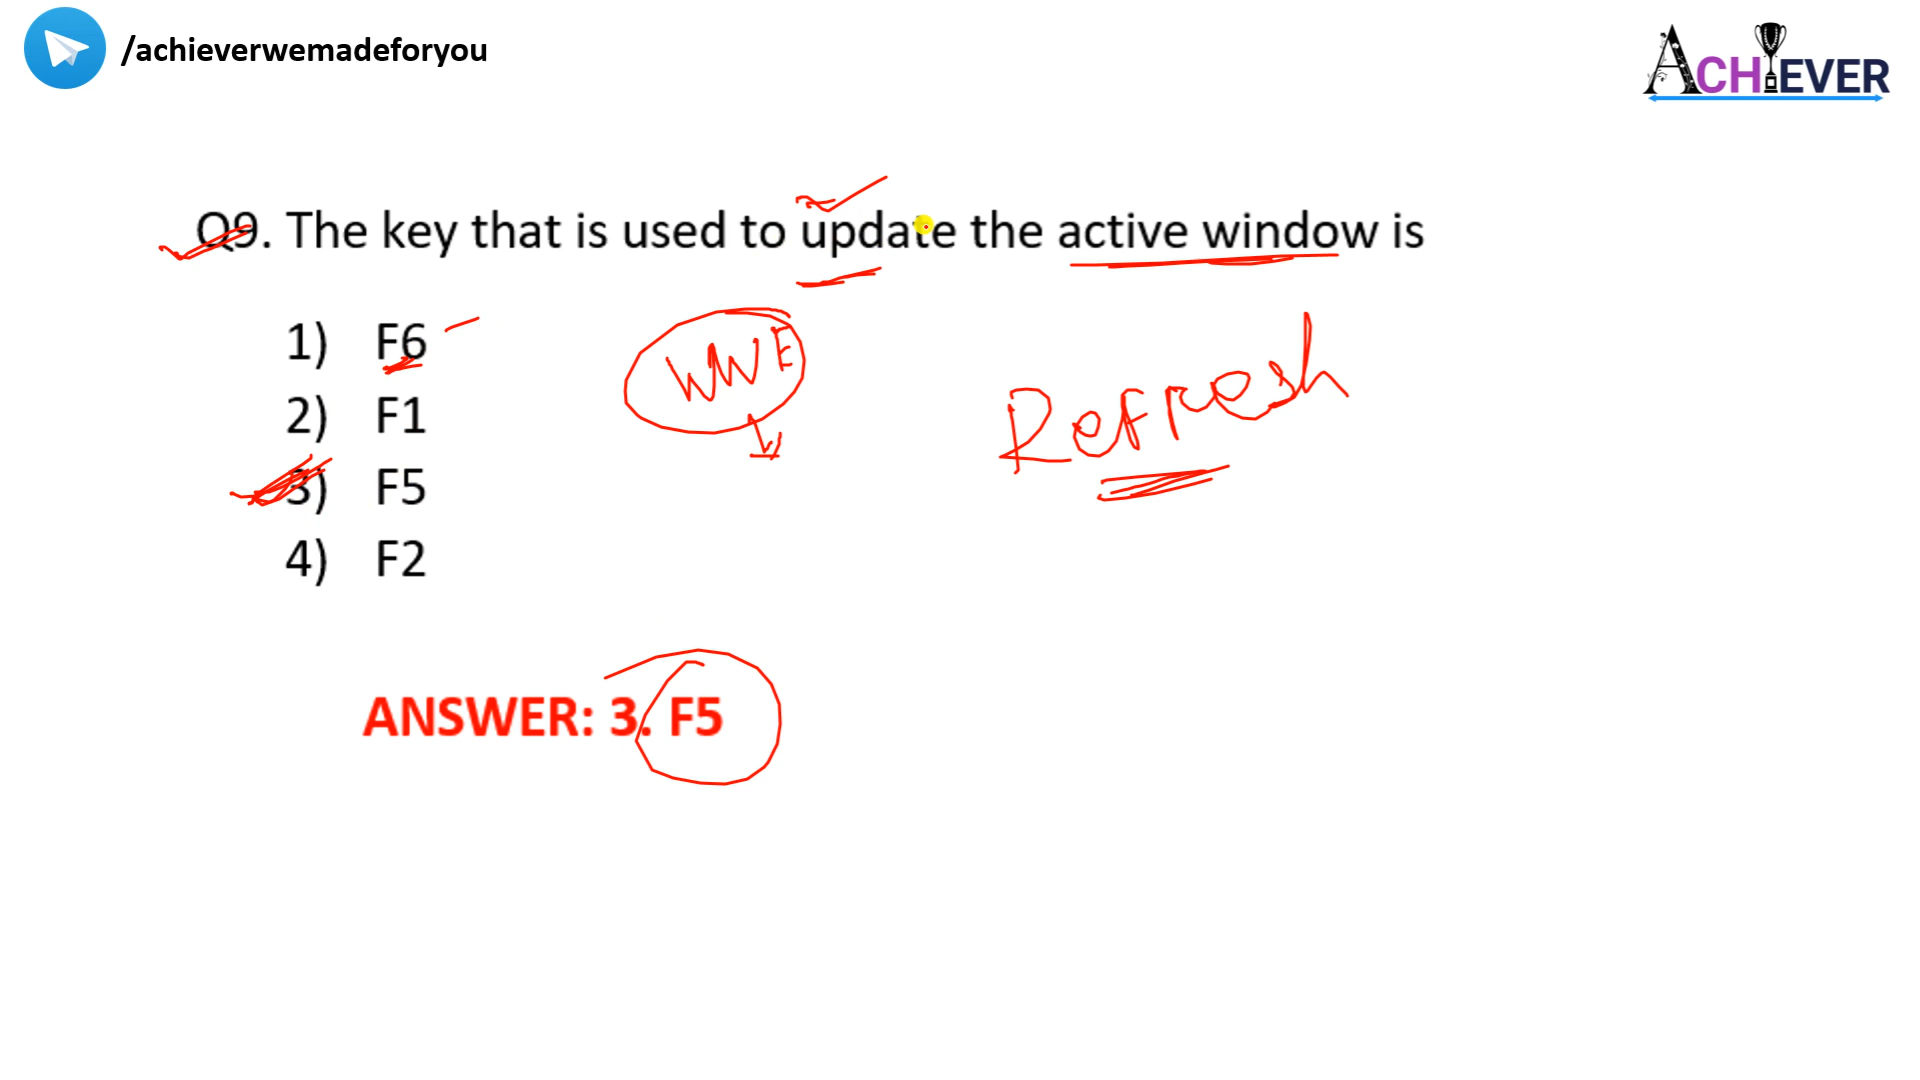 /achieverwemadeforyou
ACHIEVER
Q9. The key that is used to update the active window is
1) F6
2) F1
3) F5
4) F2
WWE
Refresh
ANSWER: 3. F5